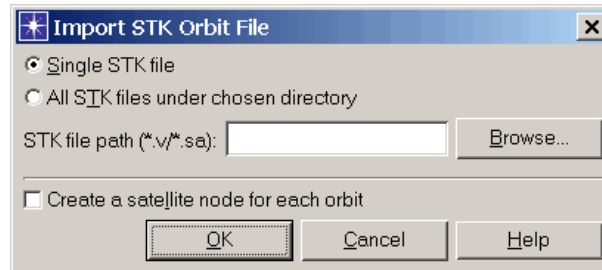 Import STK Orbit File
Single STK file
All STK files under chosen directory
STK file path (*.v/*.sa):
Browse...
Create a satellite node for each orbit
OK
Cancel
Help